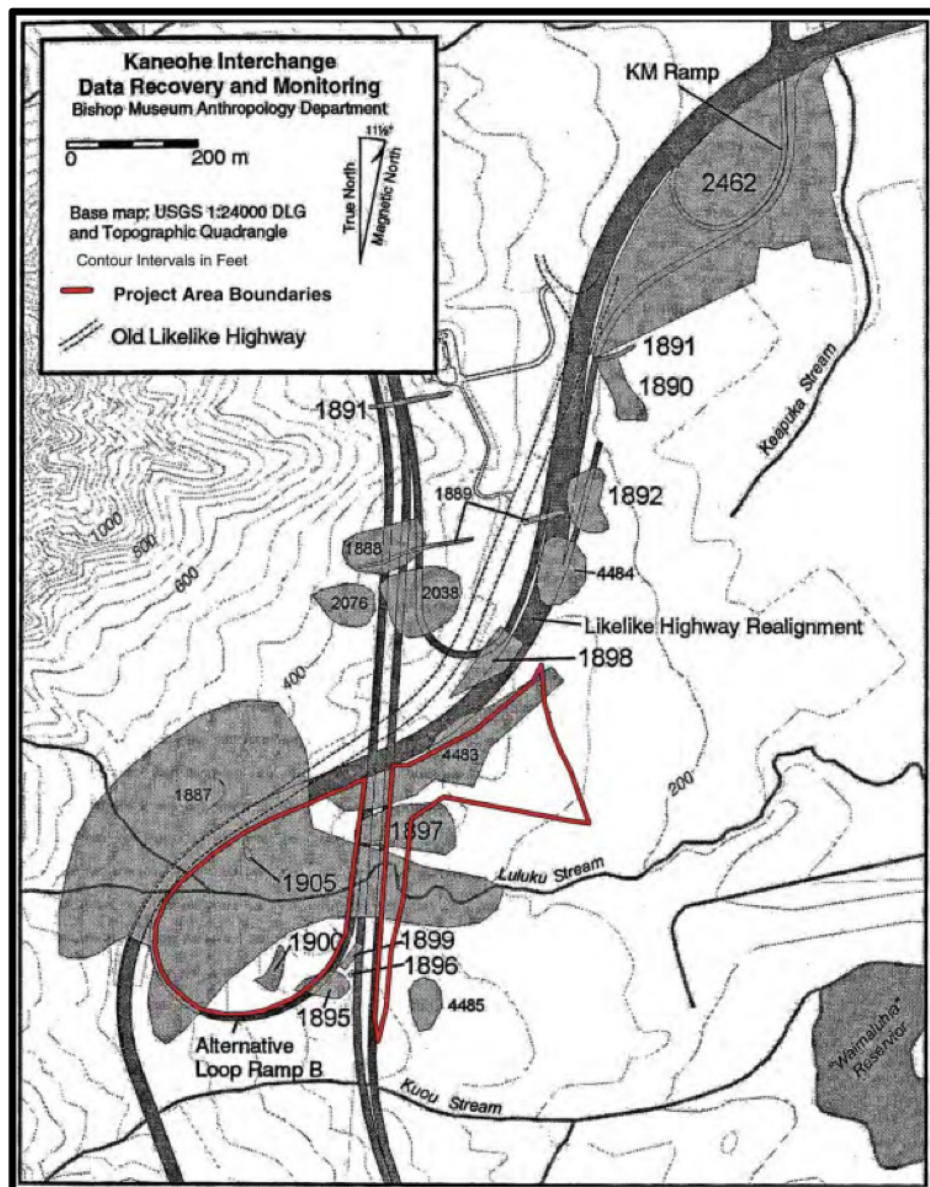 Kaneohe Interchange
Data Recovery and Monitoring
Bishop Museum Anthropology Department
0 200 m
11½°
True North
Magnetic North
Base map: USGS 1:24000 DLG
and Topographic Quadrangle
Contour Intervals in Feet
Project Area Boundaries
Old Likelike Highway
KM Ramp
2462
1891
1890
Keapuka Stream
1891
1892
1889
1888
4484
2076
2038
1000
800
600
400
200
Likelike Highway Realignment
1898
4483
1887
1897
Luluku Stream
1905
1900
1899
1896
1895
4485
Alternative
Loop Ramp B
Kuou Stream
"Waimaluhia"
Reservior